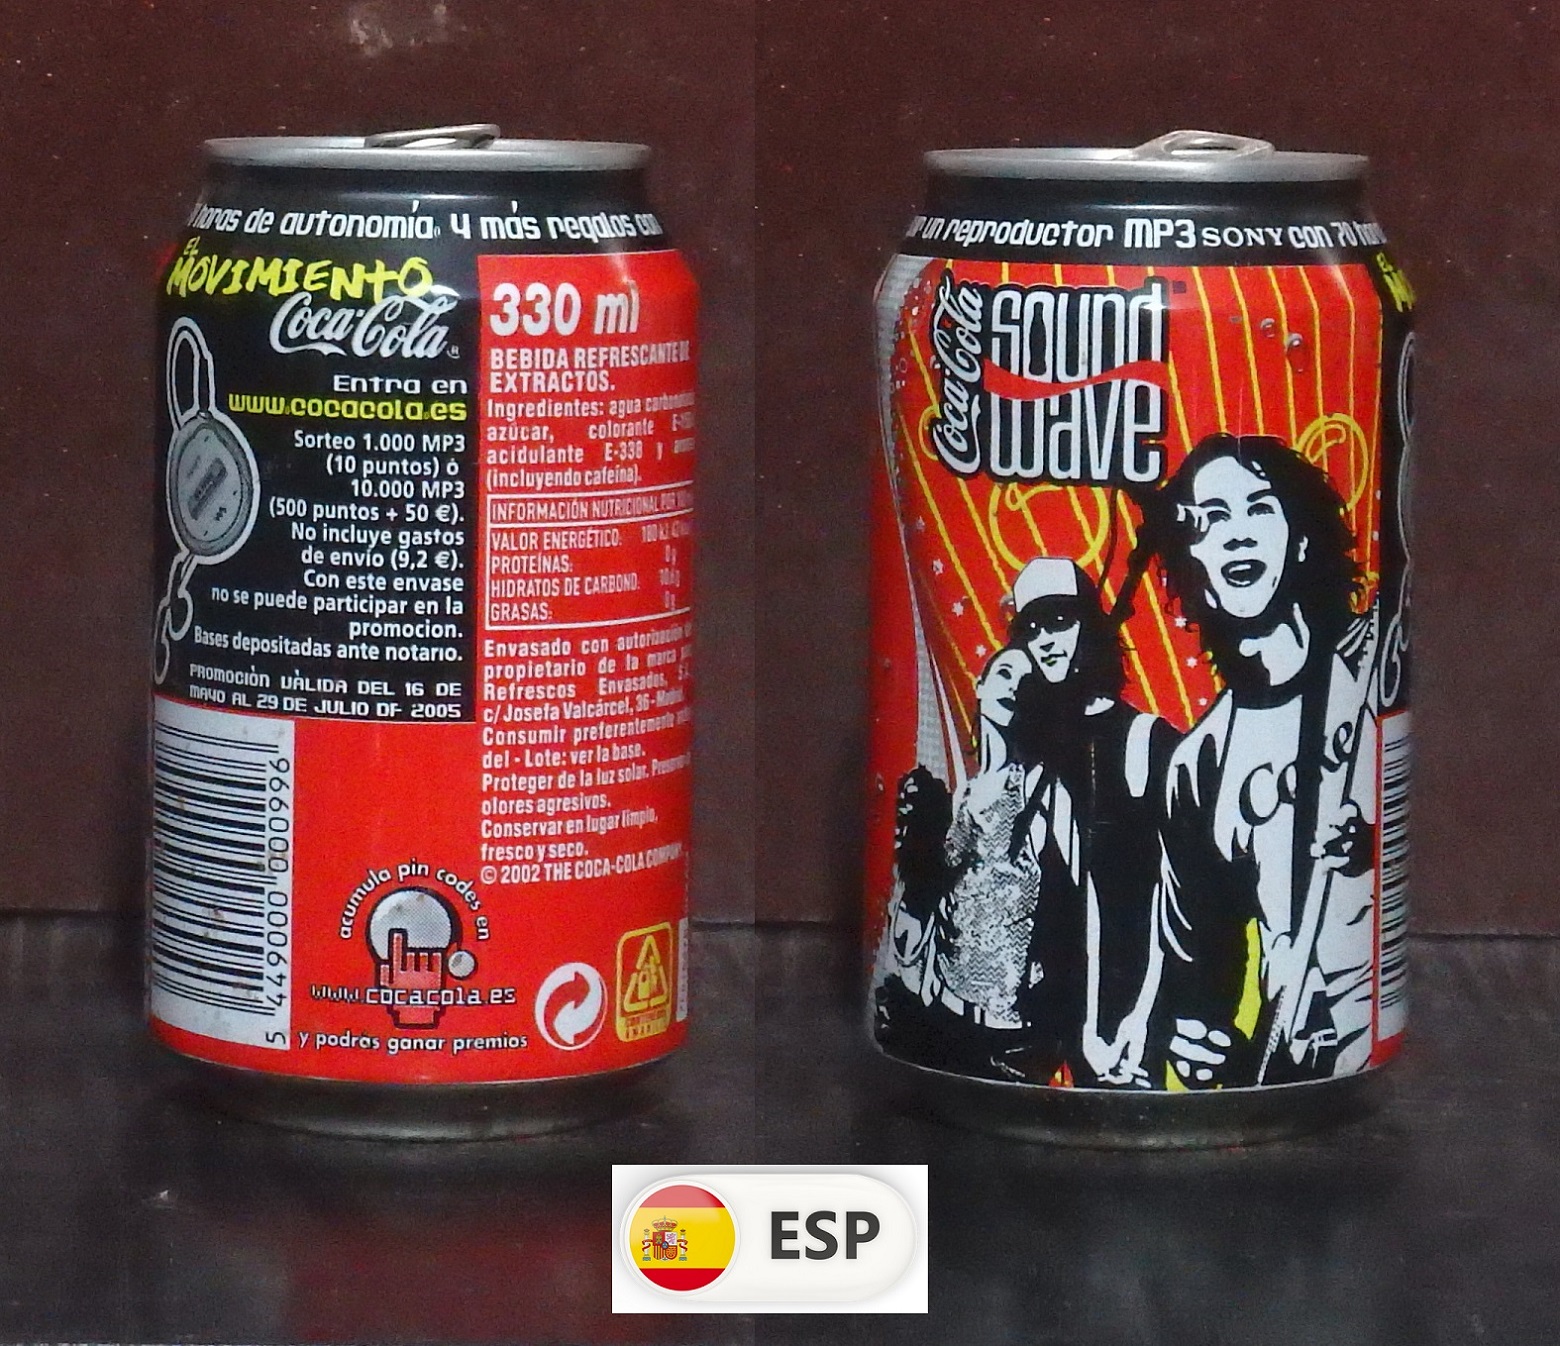 horas de autonomía, y más regalos con
EL
MOVIMIENTO
Coca-Cola
Entra en
www.cocacola.es
Sorteo 1.000 MP3
(10 puntos) ó
10.000 MP3
(500 puntos + 50 €).
No incluye gastos
de envío (9,2 €).
Con este envase
no se puede participar en la
promocion.
Bases depositadas ante notario.
PROMOCIÓN VÁLIDA DEL 16 DE
MAYO AL 29 DE JULIO DE 2005
5 449000 000996
acumula pin codes en
www.cocacola.es
y podrás ganar premios
330 ml
BEBIDA REFRESCANTE DE
EXTRACTOS.
Ingredientes: agua
azúcar, colorante
acidulante E-338 y
(incluyendo cafeína).
INFORMACIÓN NUTRICIONAL POR
VALOR ENERGÉTICO:
PROTEÍNAS: 0 g
HIDRATOS DE CARBONO:
GRASAS: 0 g
Envasado con autorización
propietario de la marca
Refrescos Envasados,
c/ Josefa Valcárcel, 36-
Consumir preferentemente
del - Lote: ver la base.
Proteger de la luz solar.
olores agresivos.
Conservar en lugar limpio,
fresco y seco.
© 2002 THE COCA-COLA COMPANY
un reproductor MP3 SONY con 70
Coca-Cola
sound
wave
Coke
ESP